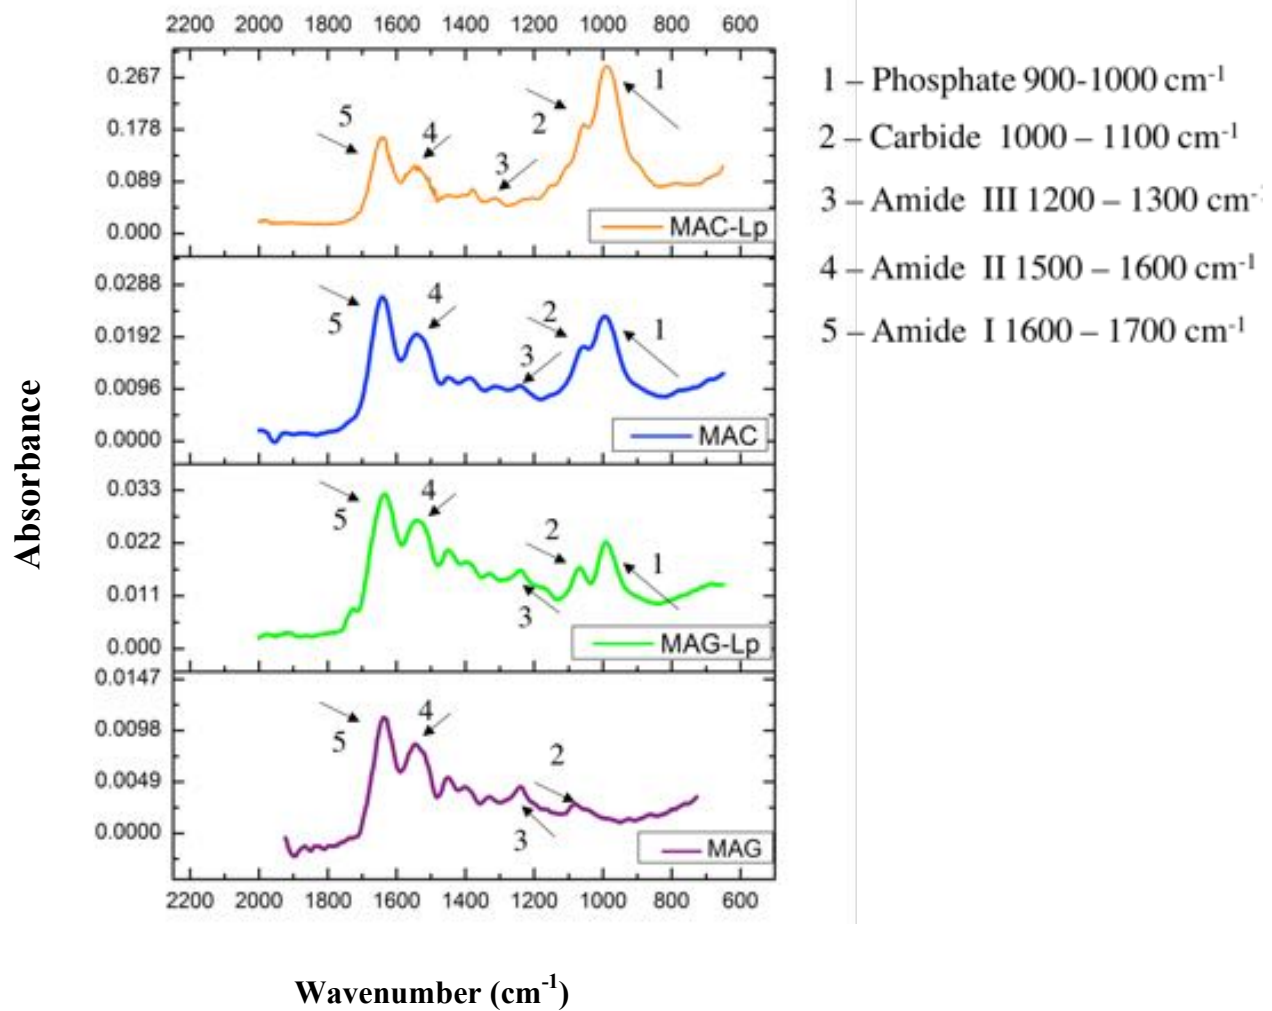 2200 2000 1800 1600 1400 1200 1000 800 600
0.267
0.178
0.089
0.000
5
4
3
2
1
MAC-Lp
0.0288
0.0192
0.0096
0.0000
5
4
3
2
1
MAC
0.033
0.022
0.011
0.000
5
4
3
2
1
MAG-Lp
0.0147
0.0098
0.0049
0.0000
5
4
3
2
MAG
2200 2000 1800 1600 1400 1200 1000 800 600
Absorbance
Wavenumber (cm⁻¹)
1 – Phosphate 900-1000 cm⁻¹
2 – Carbide 1000 – 1100 cm⁻¹
3 – Amide III 1200 – 1300 cm⁻
4 – Amide II 1500 – 1600 cm⁻¹
5 – Amide I 1600 – 1700 cm⁻¹